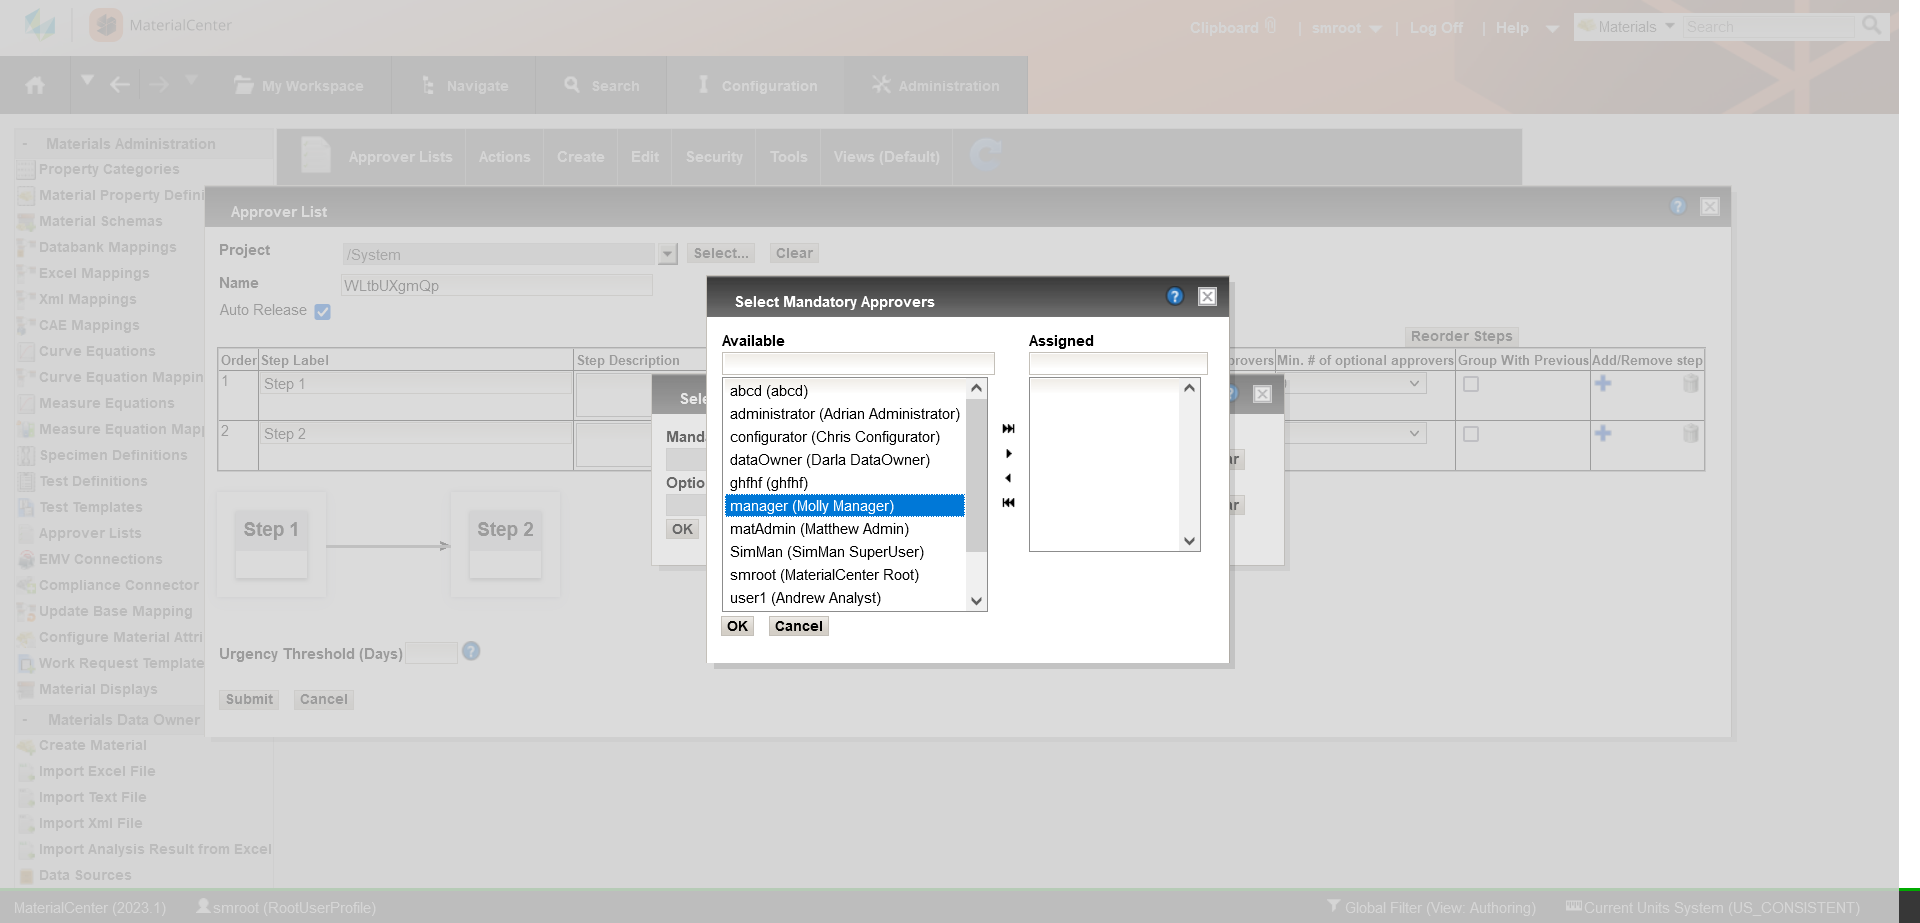 MaterialCenter
Clipboard | smroot | Log Off | Help Materials Search
My Workspace Navigate Search Configuration Administration
- Materials Administration
Property Categories
Material Property Defini
Material Schemas
Databank Mappings
Excel Mappings
Xml Mappings
CAE Mappings
Curve Equations
Curve Equation Mappin
Measure Equations
Measure Equation Mapp
Specimen Definitions
Test Definitions
Test Templates
Approver Lists
EMV Connections
Compliance Connector
Update Base Mapping
Configure Material Attri
Work Request Template
Material Displays
- Materials Data Owner
Create Material
Import Excel File
Import Text File
Import Xml File
Import Analysis Result from Excel
Data Sources
Approver Lists Actions Create Edit Security Tools Views (Default)
Approver List
Project /System Select... Clear
Name WLtbUXgmQp
Auto Release
Reorder Steps
Order Step Label Step Description provers Min. # of optional approvers Group With Previous Add/Remove step
1 Step 1
2 Step 2
Step 1 Step 2
Urgency Threshold (Days)
Submit Cancel
Sele
Manda
ar
Optio
ar
OK
Select Mandatory Approvers
Available Assigned
abcd (abcd)
administrator (Adrian Administrator)
configurator (Chris Configurator)
dataOwner (Darla DataOwner)
ghfhf (ghfhf)
manager (Molly Manager)
matAdmin (Matthew Admin)
SimMan (SimMan SuperUser)
smroot (MaterialCenter Root)
user1 (Andrew Analyst)
OK Cancel
MaterialCenter (2023.1) smroot (RootUserProfile) Global Filter (View: Authoring) Current Units System (US_CONSISTENT)